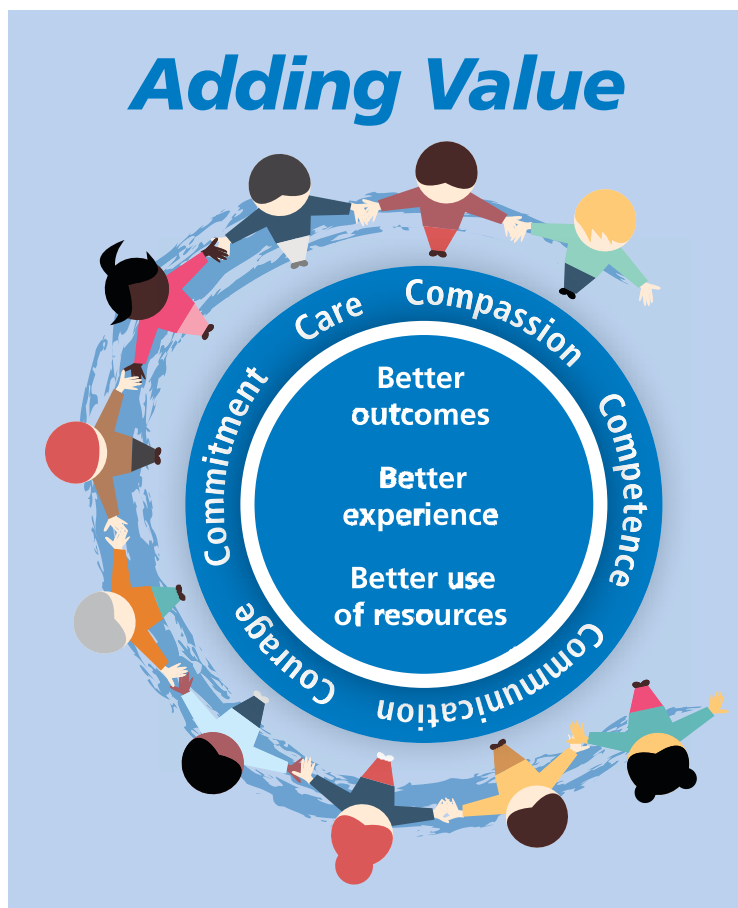 Adding Value
Care
Compassion
Competence
Communication
Courage
Commitment
Better
outcomes
Better
experience
Better use
of resources